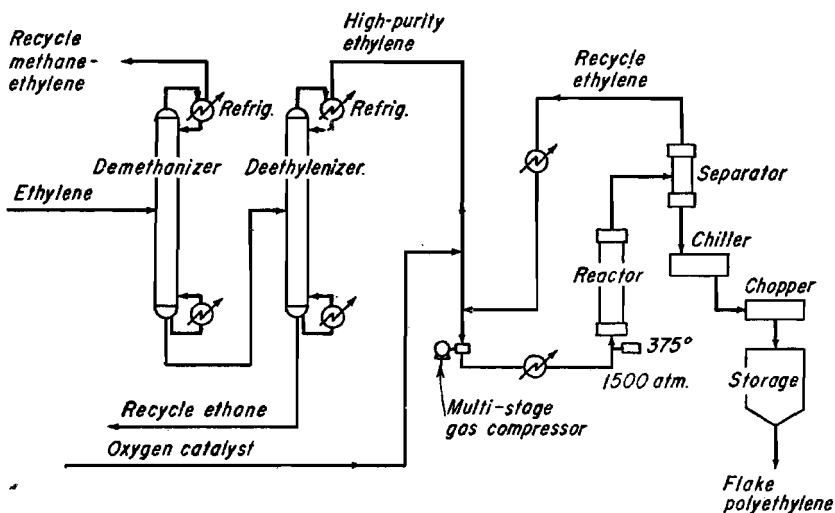 Recycle
methane-
ethylene
Refrig.
High-purity
ethylene
Refrig.
Recycle
ethylene
Demethanizer
Deethylenizer.
Separator
Ethylene
Chiller
Reactor
Chopper
375°
1500 atm.
Storage
Multi-stage
gas compressor
Recycle ethane
Oxygen catalyst
Flake
polyethylene